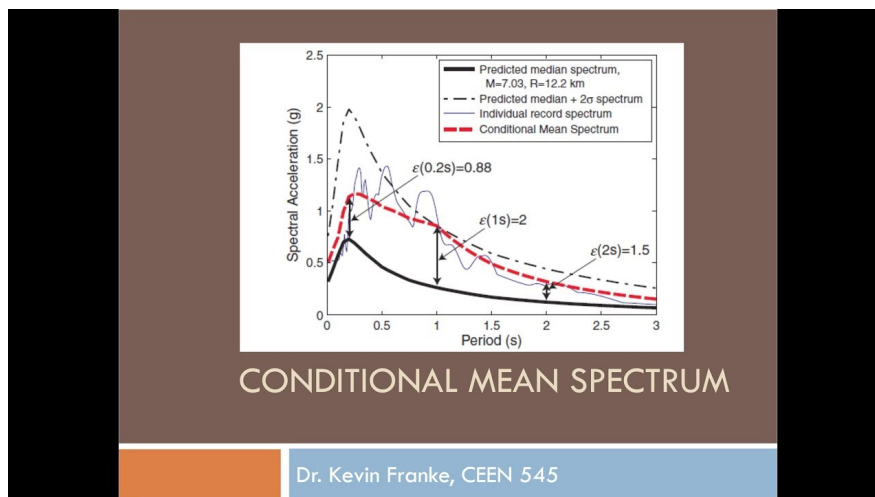 2.5
2
1.5
1
0.5
0
Spectral Acceleration (g)
Predicted median spectrum,
M=7.03, R=12.2 km
Predicted median + 2σ spectrum
Individual record spectrum
Conditional Mean Spectrum
ε(0.2s)=0.88
ε(1s)=2
ε(2s)=1.5
0 0.5 1 1.5 2 2.5 3
Period (s)
CONDITIONAL MEAN SPECTRUM
Dr. Kevin Franke, CEEN 545